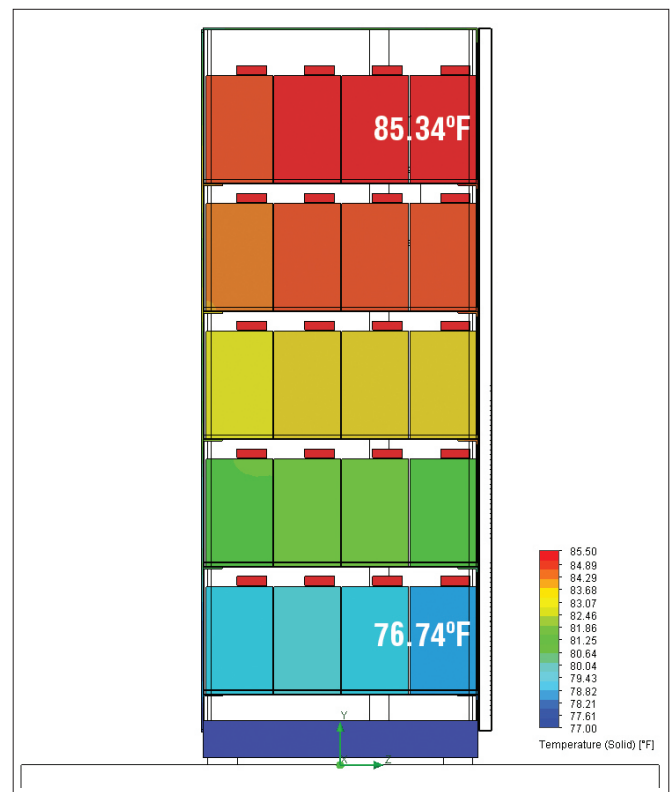 85.34ºF
76.74ºF
Y
X
Z
85.50
84.89
84.29
83.68
83.07
82.46
81.86
81.25
80.64
80.04
79.43
78.82
78.21
77.61
77.00
Temperature (Solid) [°F]